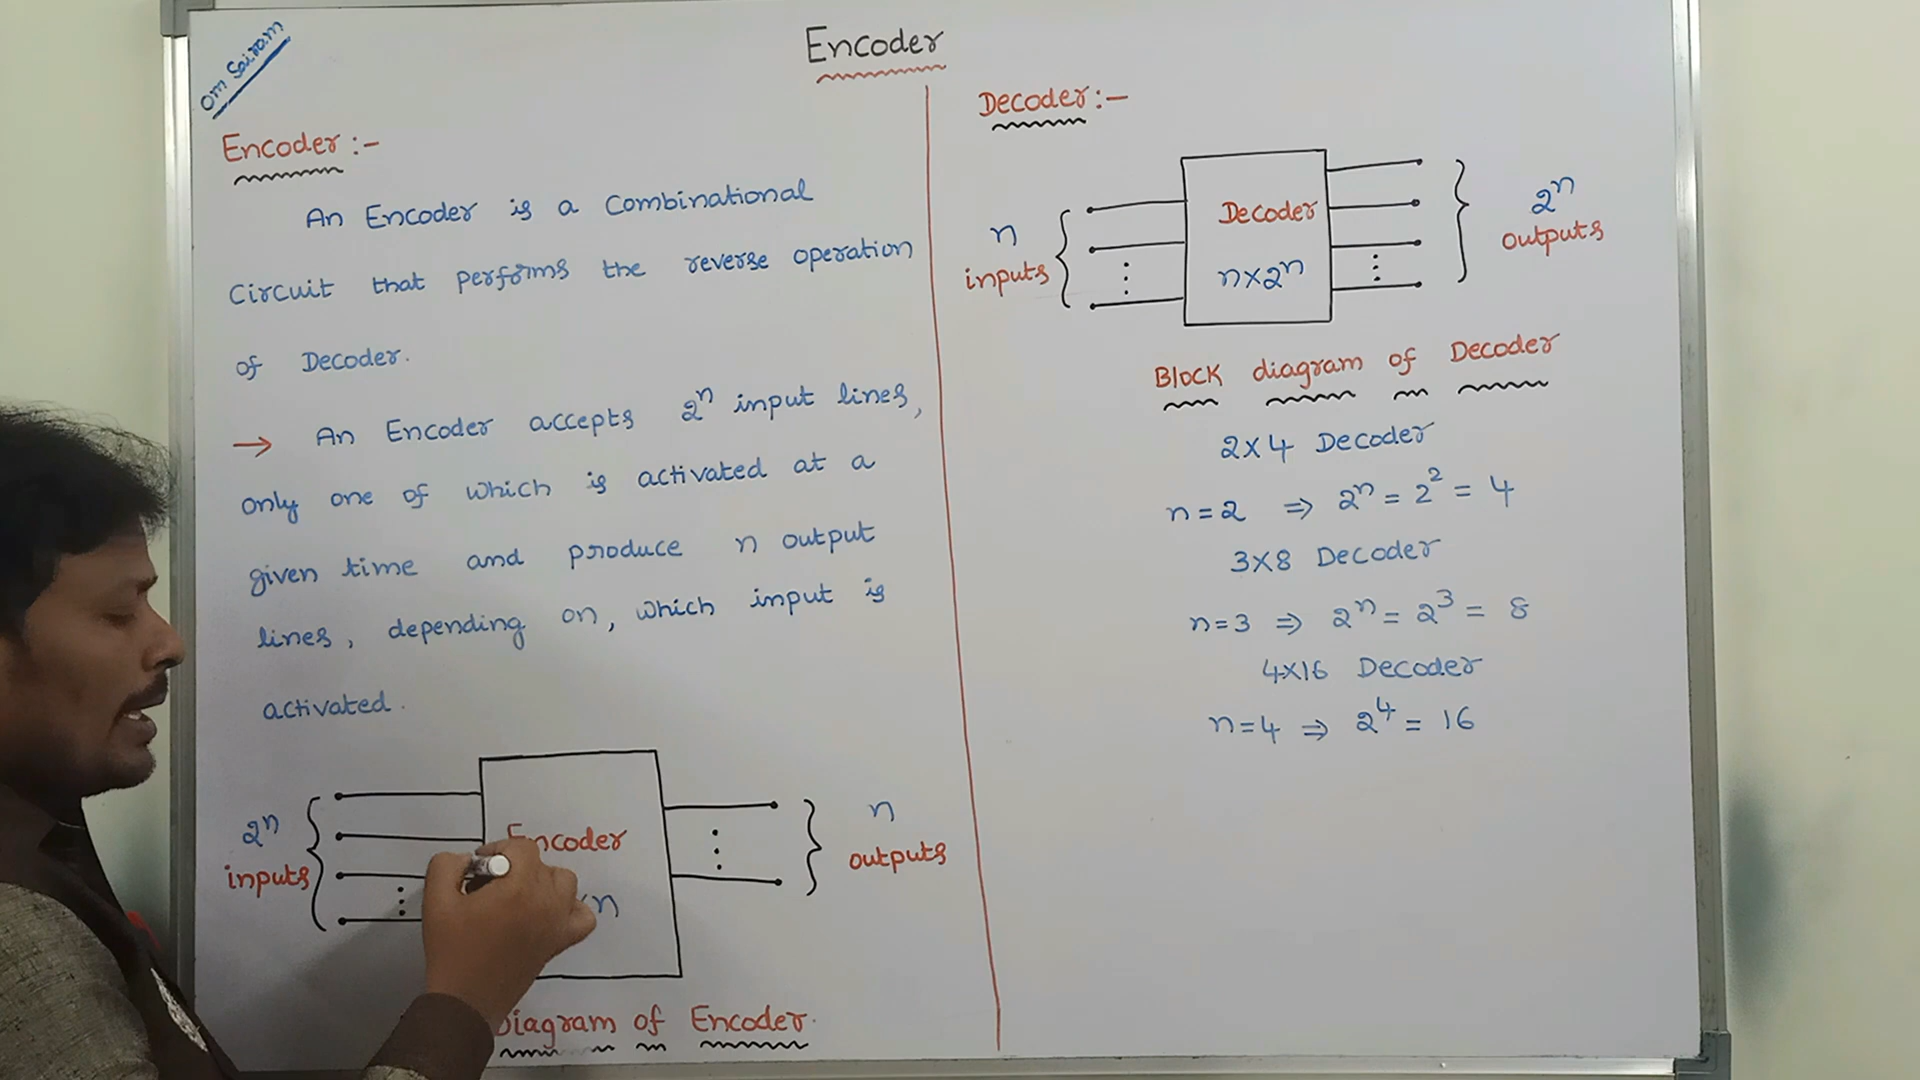 Om Sairam
Encoder
Encoder :-
An Encoder is a Combinational
Circuit that performs the reverse operation
of Decoder.
→ An Encoder accepts 2ⁿ input lines,
only one of which is activated at a
given time and produce n output
lines, depending on, which input is
activated.
2ⁿ
inputs
Encoder
×n
n
outputs
Diagram of Encoder.
Decoder :-
n
inputs
Decoder
n×2ⁿ
2ⁿ
outputs
Block diagram of Decoder
2×4 Decoder
n=2 ⇒ 2ⁿ = 2² = 4
3×8 Decoder
n=3 ⇒ 2ⁿ = 2³ = 8
4×16 Decoder
n=4 ⇒ 2⁴ = 16